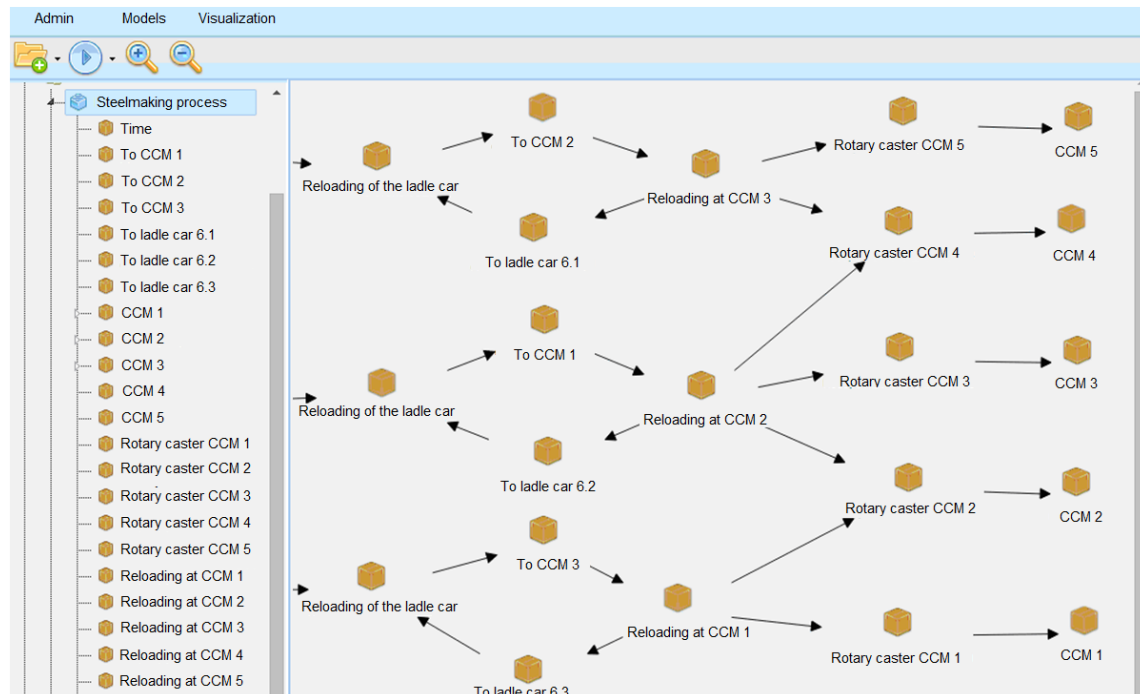 Admin Models Visualization
Steelmaking process
Time
To CCM 1
To CCM 2
To CCM 3
To ladle car 6.1
To ladle car 6.2
To ladle car 6.3
CCM 1
CCM 2
CCM 3
CCM 4
CCM 5
Rotary caster CCM 1
Rotary caster CCM 2
Rotary caster CCM 3
Rotary caster CCM 4
Rotary caster CCM 5
Reloading at CCM 1
Reloading at CCM 2
Reloading at CCM 3
Reloading at CCM 4
Reloading at CCM 5
To CCM 2
Rotary caster CCM 5
CCM 5
Reloading of the ladle car
Reloading at CCM 3
To ladle car 6.1
Rotary caster CCM 4
CCM 4
To CCM 1
Rotary caster CCM 3
CCM 3
Reloading of the ladle car
Reloading at CCM 2
To ladle car 6.2
Rotary caster CCM 2
CCM 2
To CCM 3
Reloading of the ladle car
Reloading at CCM 1
Rotary caster CCM 1
CCM 1
To ladle car 6.3